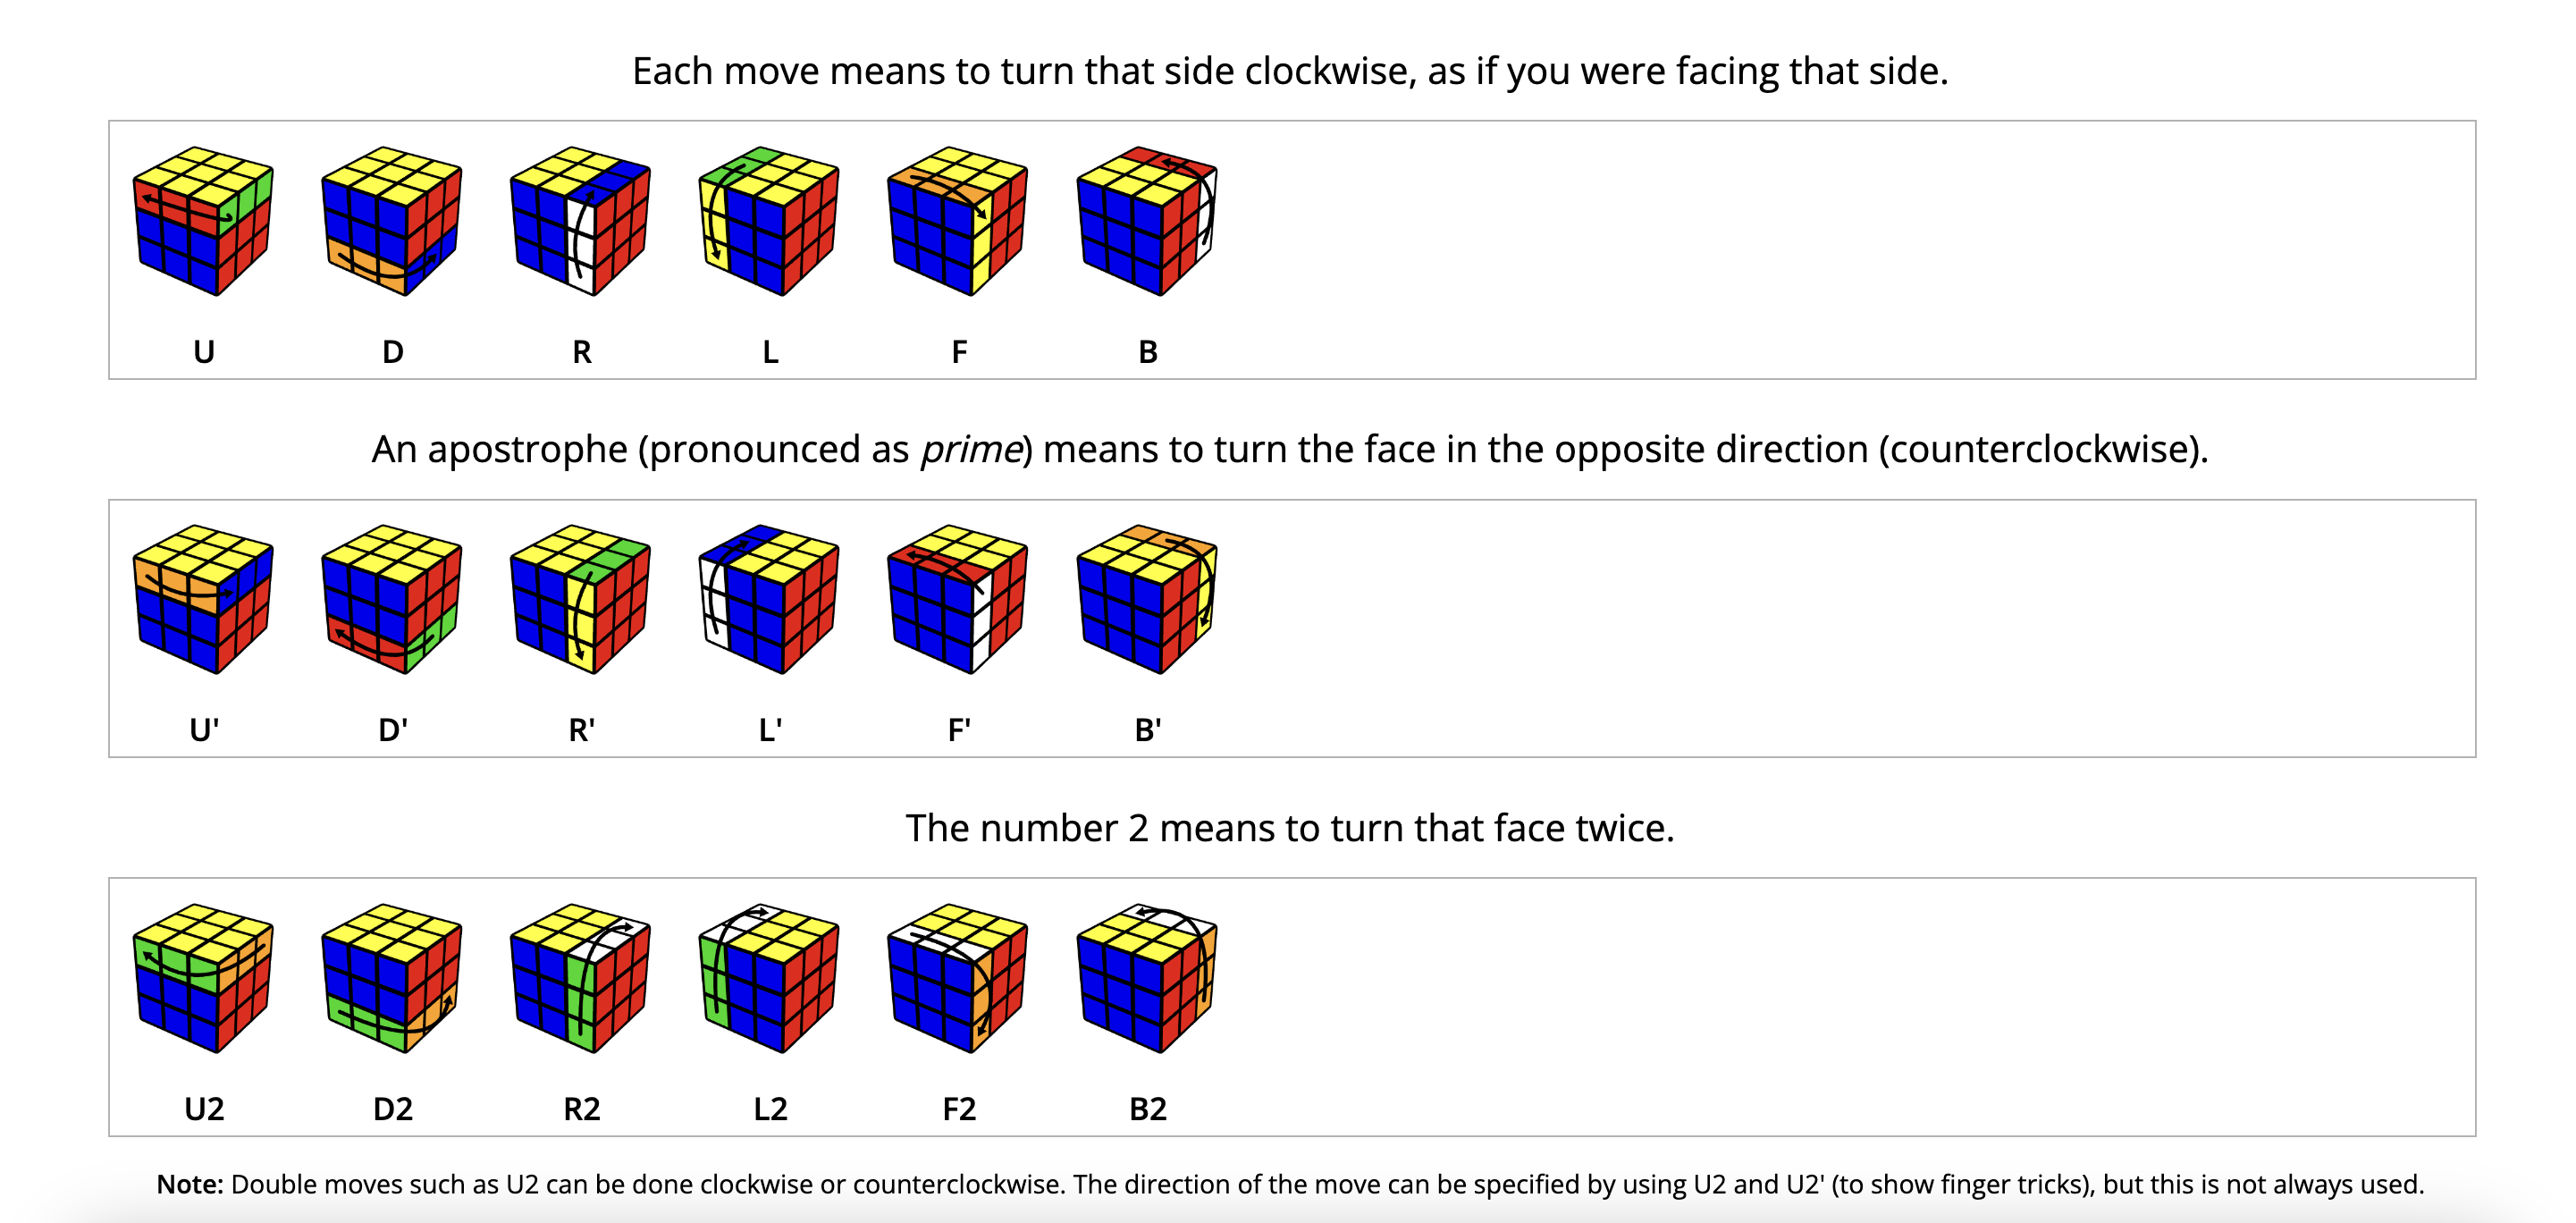 Each move means to turn that side clockwise, as if you were facing that side.
U D R L F B
An apostrophe (pronounced as prime) means to turn the face in the opposite direction (counterclockwise).
U' D' R' L' F' B'
The number 2 means to turn that face twice.
U2 D2 R2 L2 F2 B2
Note: Double moves such as U2 can be done clockwise or counterclockwise. The direction of the move can be specified by using U2 and U2' (to show finger tricks), but this is not always used.